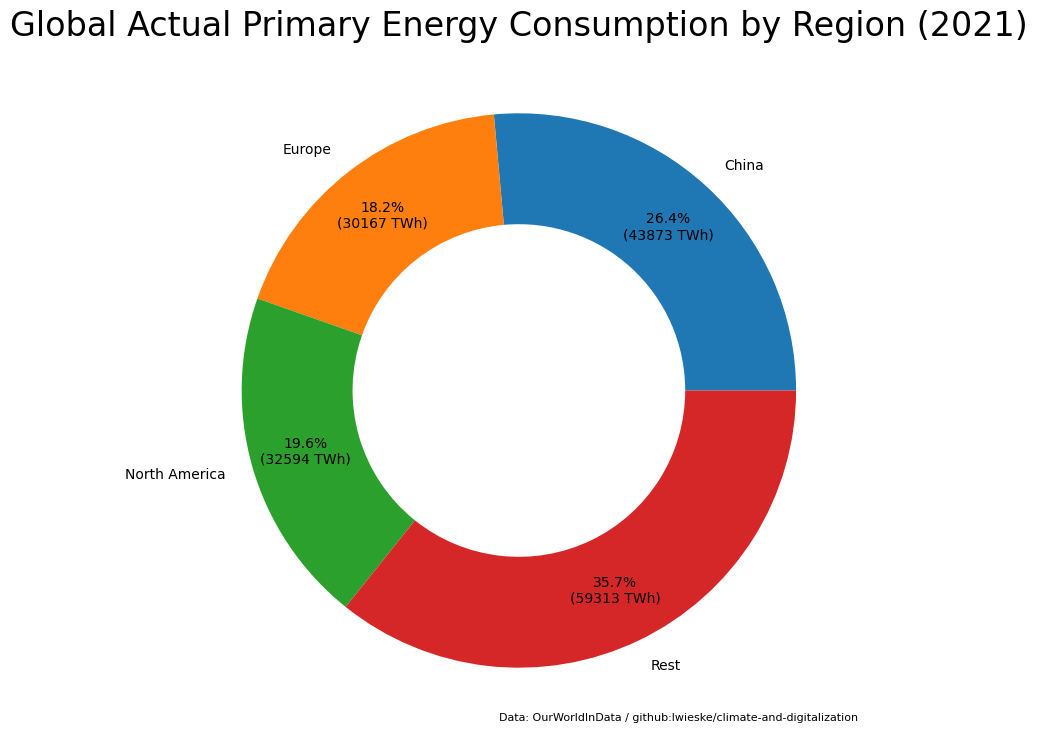 Global Actual Primary Energy Consumption by Region (2021)
Europe
China
18.2%
(30167 TWh)
26.4%
(43873 TWh)
19.6%
(32594 TWh)
North America
35.7%
(59313 TWh)
Rest
Data: OurWorldInData / github:lwieske/climate-and-digitalization